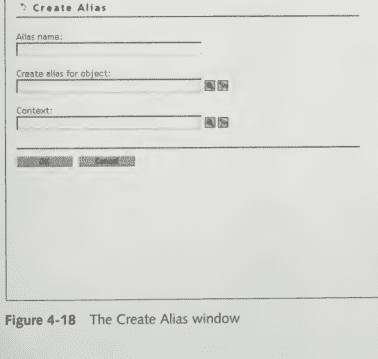 Create Alias
Alias name:
Create alias for object:
Context:
OK Cancel
Figure 4-18 The Create Alias window